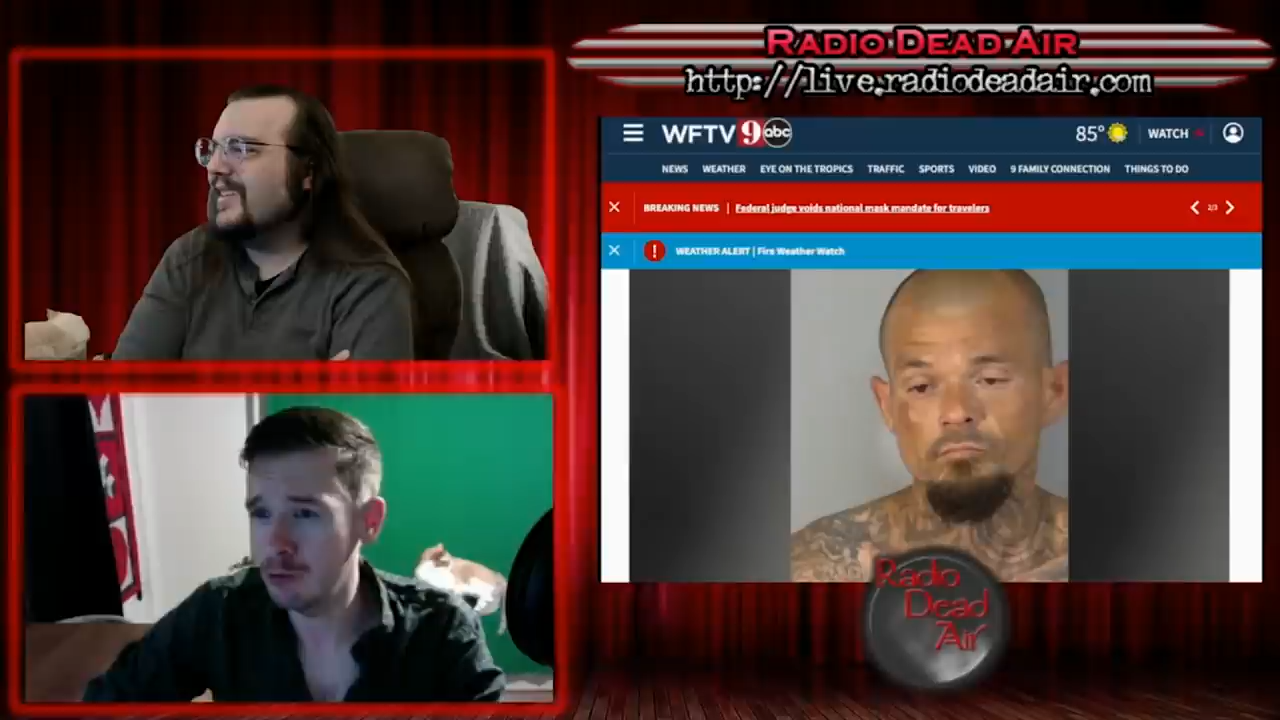 RADIO DEAD AIR
http://live.radiodeadair.com
WFTV 9 abc
85°
WATCH
NEWS WEATHER EYE ON THE TROPICS TRAFFIC SPORTS VIDEO 9 FAMILY CONNECTION THINGS TO DO
BREAKING NEWS | Federal judge voids national mask mandate for travelers
2/3
WEATHER ALERT | Fire Weather Watch
Radio
Dead
Air